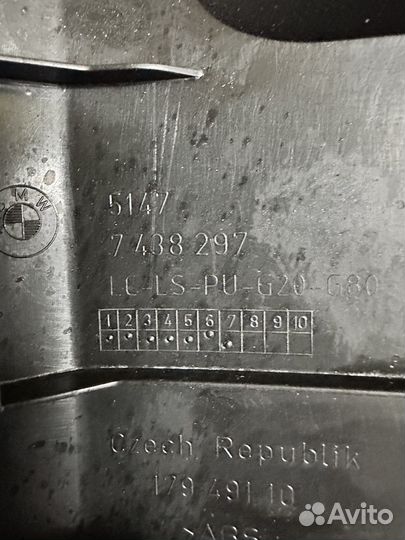 BMW
5147
7 438 297
LC-LS-PU-G20-G80
1 2 3 4 5 6 7 8 9 10
Czech Republik
179 491 10
>ABS
Avito